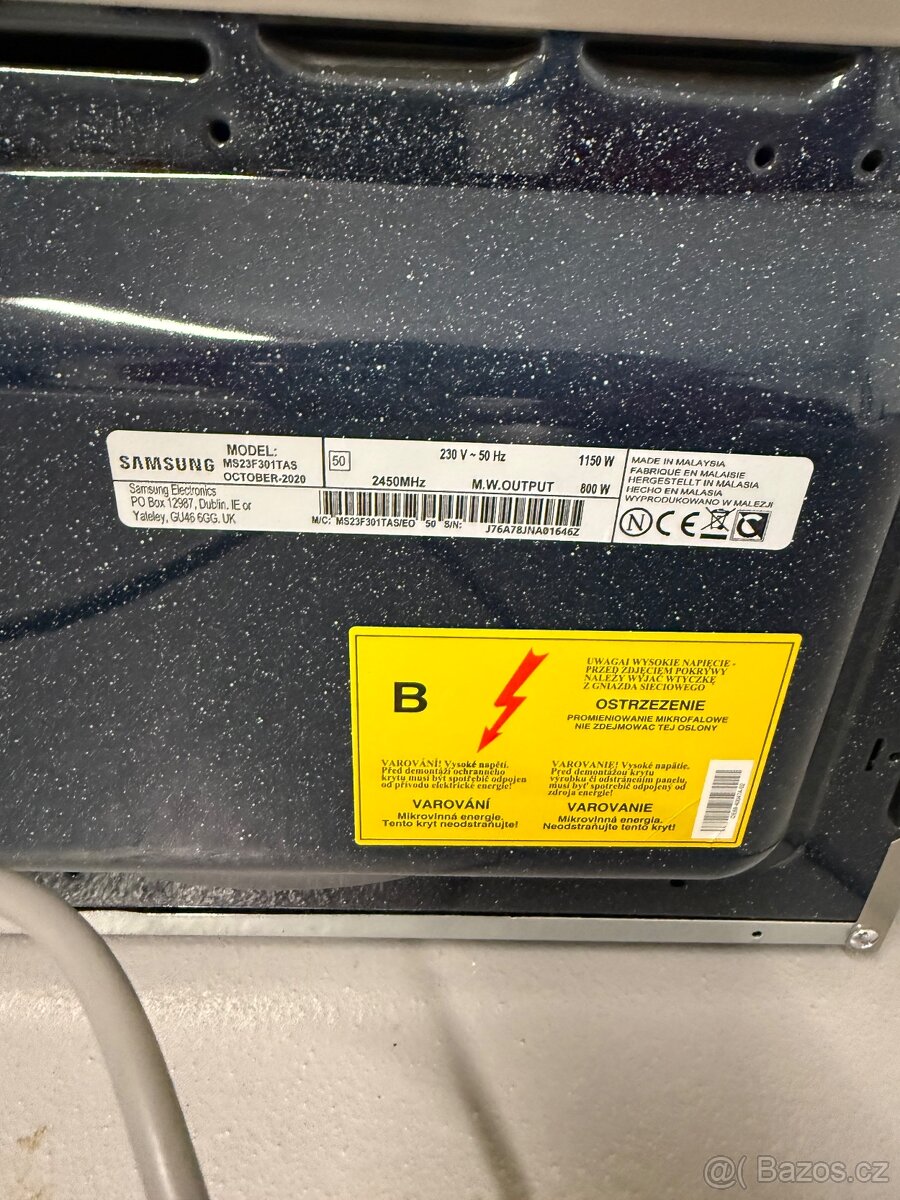 SAMSUNG
MODEL:
MS23F301TAS
OCTOBER-2020
Samsung Electronics
PO Box 12987, Dublin. IE or
Yateley, GU46 6GG. UK
50
230 V ~ 50 Hz 1150 W
2450MHz M.W.OUTPUT 800 W
M/C: MS23F301TAS/EO 50 S/N: J76A78JNA01646Z
MADE IN MALAYSIA
FABRIQUE EN MALAISIE
HERGESTELLT IN MALASIA
HECHO EN MALASIA
WYPRODUKOWANO W MALEZJI
N CE
B
UWAGA! WYSOKIE NAPIĘCIE -
PRZED ZDJĘCIEM POKRYWY
NALEŻY WYJĄĆ WTYCZKĘ
Z GNIAZDA SIECIOWEGO
OSTRZEZENIE
PROMIENIOWANIE MIKROFALOWE
NIE ZDEJMOWAC TEJ OSLONY
VAROVÁNÍ! Vysoké napětí.
Před demontáží ochranného
krytu musí být spotřebič odpojen
od přívodu elektrické energie!
VAROVÁNÍ
Mikrovlnná energie.
Tento kryt neodstraňujte!
VAROVANIE! Vysoké napätie.
Pred demontážou krytu
výrobku či odstránením panelu,
musí byť spotrebič odpojený od
zdroja energie!
VAROVANIE
Mikrovlnná energia.
Neodstraňujte tento kryt!
@( Bazos.cz